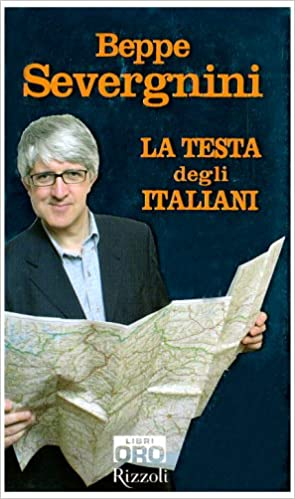 Beppe
Severgnini
LA TESTA
degli
ITALIANI
LIBRI
ORO
Rizzoli